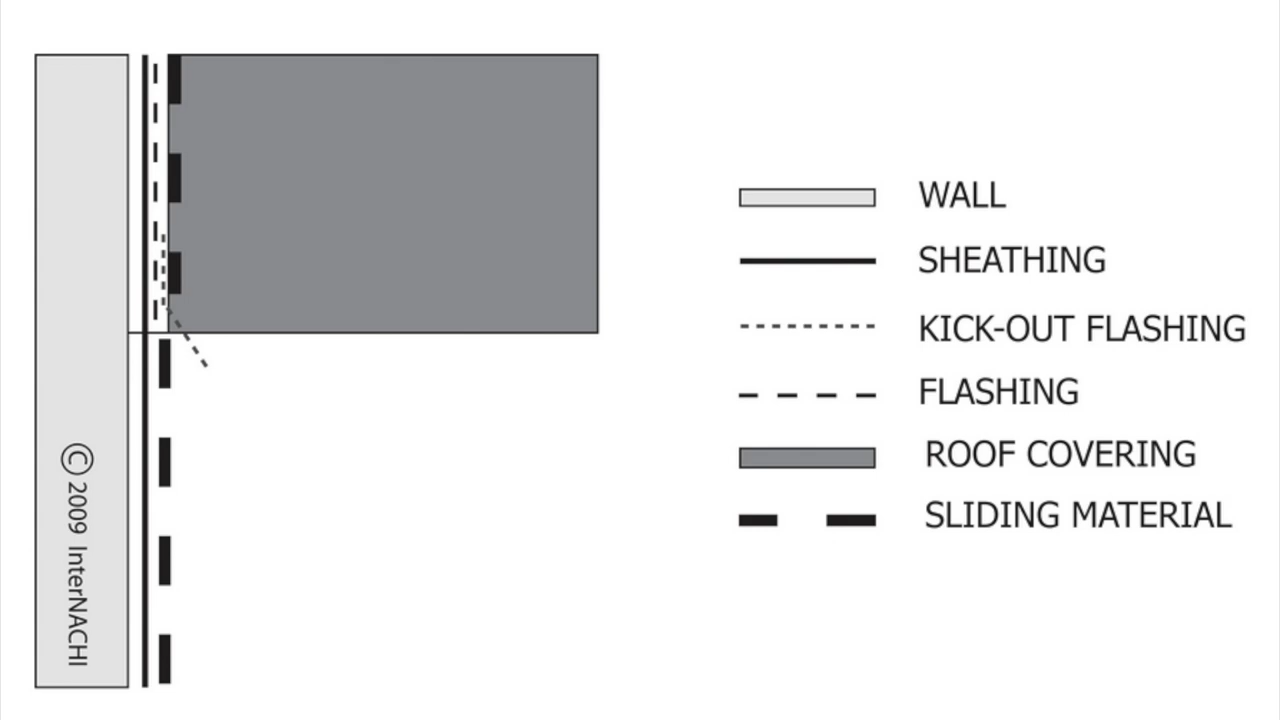 WALL
SHEATHING
KICK-OUT FLASHING
FLASHING
ROOF COVERING
SLIDING MATERIAL
© 2009 InterNACHI